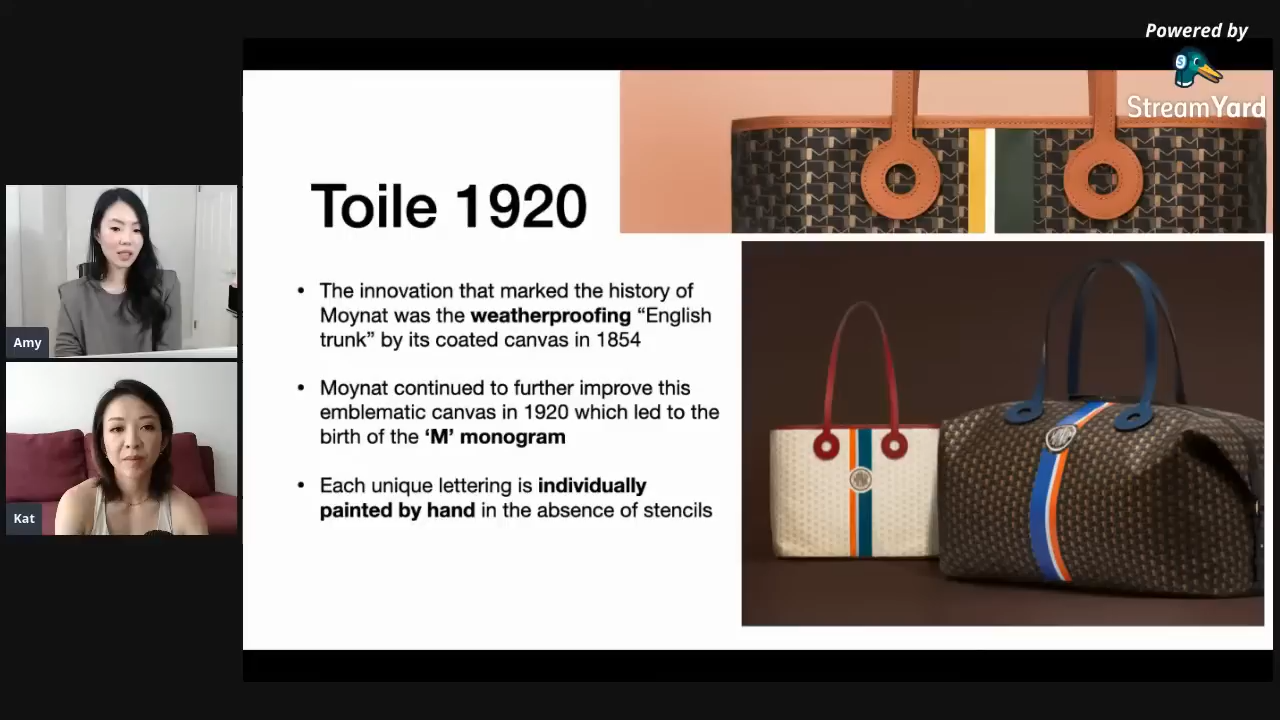 Powered by
StreamYard
Toile 1920
• The innovation that marked the history of
Moynat was the weatherproofing “English
trunk” by its coated canvas in 1854
• Moynat continued to further improve this
emblematic canvas in 1920 which led to the
birth of the ‘M’ monogram
• Each unique lettering is individually
painted by hand in the absence of stencils
Amy
Kat